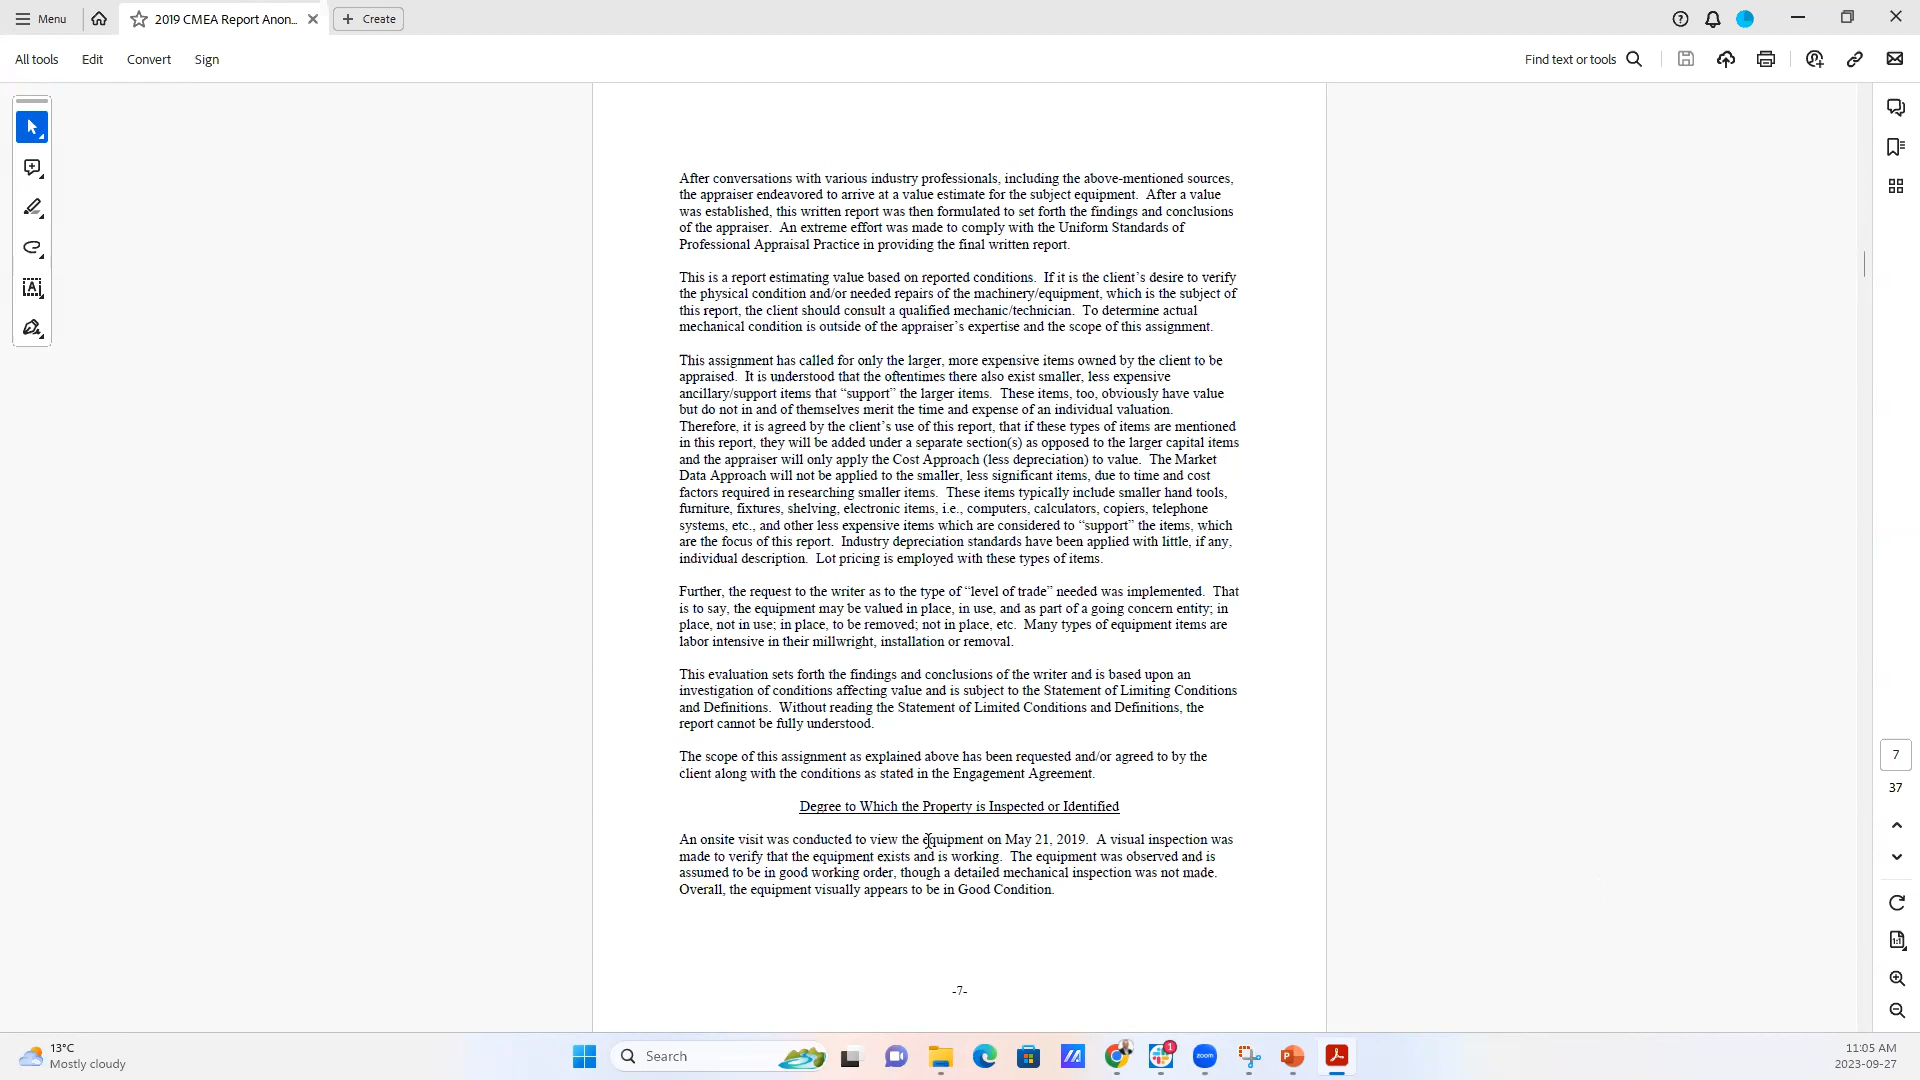 Menu
2019 CMEA Report Anon...
Create
All tools
Edit
Convert
Sign
Find text or tools
After conversations with various industry professionals, including the above-mentioned sources,
the appraiser endeavored to arrive at a value estimate for the subject equipment.  After a value
was established, this written report was then formulated to set forth the findings and conclusions
of the appraiser.  An extreme effort was made to comply with the Uniform Standards of
Professional Appraisal Practice in providing the final written report.
This is a report estimating value based on reported conditions.  If it is the client’s desire to verify
the physical condition and/or needed repairs of the machinery/equipment, which is the subject of
this report, the client should consult a qualified mechanic/technician.  To determine actual
mechanical condition is outside of the appraiser’s expertise and the scope of this assignment.
This assignment has called for only the larger, more expensive items owned by the client to be
appraised.  It is understood that the oftentimes there also exist smaller, less expensive
ancillary/support items that “support” the larger items.  These items, too, obviously have value
but do not in and of themselves merit the time and expense of an individual valuation.
Therefore, it is agreed by the client’s use of this report, that if these types of items are mentioned
in this report, they will be added under a separate section(s) as opposed to the larger capital items
and the appraiser will only apply the Cost Approach (less depreciation) to value.  The Market
Data Approach will not be applied to the smaller, less significant items, due to time and cost
factors required in researching smaller items.  These items typically include smaller hand tools,
furniture, fixtures, shelving, electronic items, i.e., computers, calculators, copiers, telephone
systems, etc., and other less expensive items which are considered to “support” the items, which
are the focus of this report.  Industry depreciation standards have been applied with little, if any,
individual description.  Lot pricing is employed with these types of items.
Further, the request to the writer as to the type of “level of trade” needed was implemented.  That
is to say, the equipment may be valued in place, in use, and as part of a going concern entity; in
place, not in use; in place, to be removed; not in place, etc.  Many types of equipment items are
labor intensive in their millwright, installation or removal.
This evaluation sets forth the findings and conclusions of the writer and is based upon an
investigation of conditions affecting value and is subject to the Statement of Limiting Conditions
and Definitions.  Without reading the Statement of Limited Conditions and Definitions, the
report cannot be fully understood.
The scope of this assignment as explained above has been requested and/or agreed to by the
client along with the conditions as stated in the Engagement Agreement.
Degree to Which the Property is Inspected or Identified
An onsite visit was conducted to view the equipment on May 21, 2019.  A visual inspection was
made to verify that the equipment exists and is working.  The equipment was observed and is
assumed to be in good working order, though a detailed mechanical inspection was not made.
Overall, the equipment visually appears to be in Good Condition.
-7-
7
37
13°C
Mostly cloudy
Search
1
zoom
11:05 AM
2023-09-27